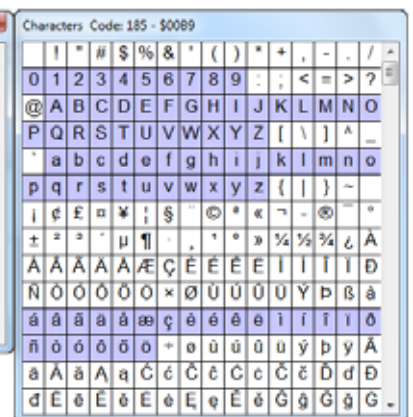 Characters Code: 185 - $00B9
! " # $ % & ' ( ) * + , - . /
0 1 2 3 4 5 6 7 8 9 : ; < = > ?
@ A B C D E F G H I J K L M N O
P Q R S T U V W X Y Z [ \ ] ^ _
` a b c d e f g h i j k l m n o
p q r s t u v w x y z { | } ~
¡ ¢ £ ¤ ¥ ¦ § ¨ © ª « ¬ - ® ¯ °
± ² ³ ´ µ ¶ · ¸ ¹ º » ¼ ½ ¾ ¿ À
Á Â Ã Ä Å Æ Ç È É Ê Ë Ì Í Î Ï Ð
Ñ Ò Ó Ô Õ Ö × Ø Ù Ú Û Ü Ý Þ ß à
á â ã ä å æ ç è é ê ë ì í î ï ð
ñ ò ó ô õ ö ÷ ø ù ú û ü ý þ ÿ Ā
ā Ă ă Ą ą Ć ć Ĉ ĉ Ċ ċ Č č Ď ď Đ
đ Ē ē Ĕ ĕ Ė ė Ę ę Ě ě Ĝ ĝ Ğ ğ Ġ